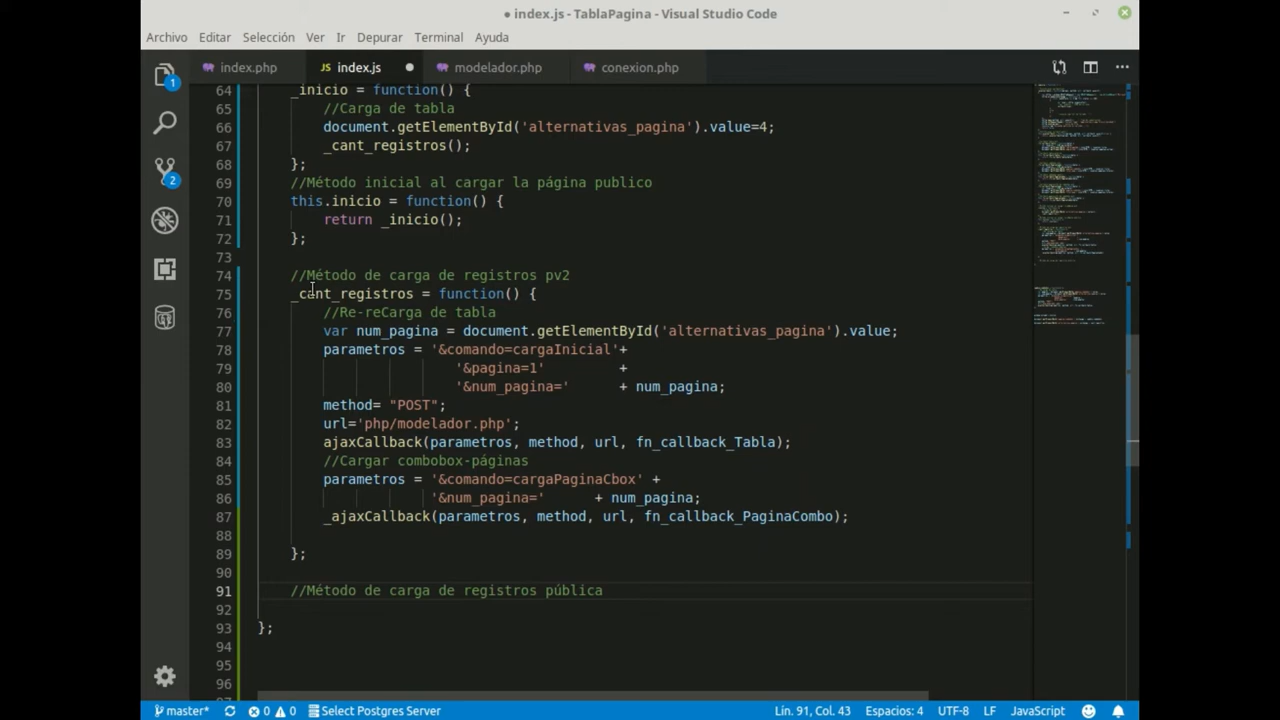 ● index.js - TablaPagina - Visual Studio Code
Archivo Editar Selección Ver Ir Depurar Terminal Ayuda
index.php JS index.js ● modelador.php conexion.php
64 _inicio = function() {
65 //Carga de tabla
66 document.getElementById('alternativas_pagina').value=4;
67 _cant_registros();
68 };
69 //Método inicial al cargar la página publico
70 this.inicio = function() {
71 return _inicio();
72 };
73
74 //Método de carga de registros pv2
75 _cant_registros = function() {
76 //Re-reCarga de tabla
77 var num_pagina = document.getElementById('alternativas_pagina').value;
78 parametros = '&comando=cargaInicial'+
79 '&pagina=1' +
80 '&num_pagina=' + num_pagina;
81 method= "POST";
82 url='php/modelador.php';
83 ajaxCallback(parametros, method, url, fn_callback_Tabla);
84 //Cargar combobox-páginas
85 parametros = '&comando=cargaPaginaCbox' +
86 '&num_pagina=' + num_pagina;
87 _ajaxCallback(parametros, method, url, fn_callback_PaginaCombo);
88
89 };
90
91 //Método de carga de registros pública
92
93 };
94
95
96
1
2
master* 0 0 Select Postgres Server Lín. 91, Col. 43 Espacios: 4 UTF-8 LF JavaScript